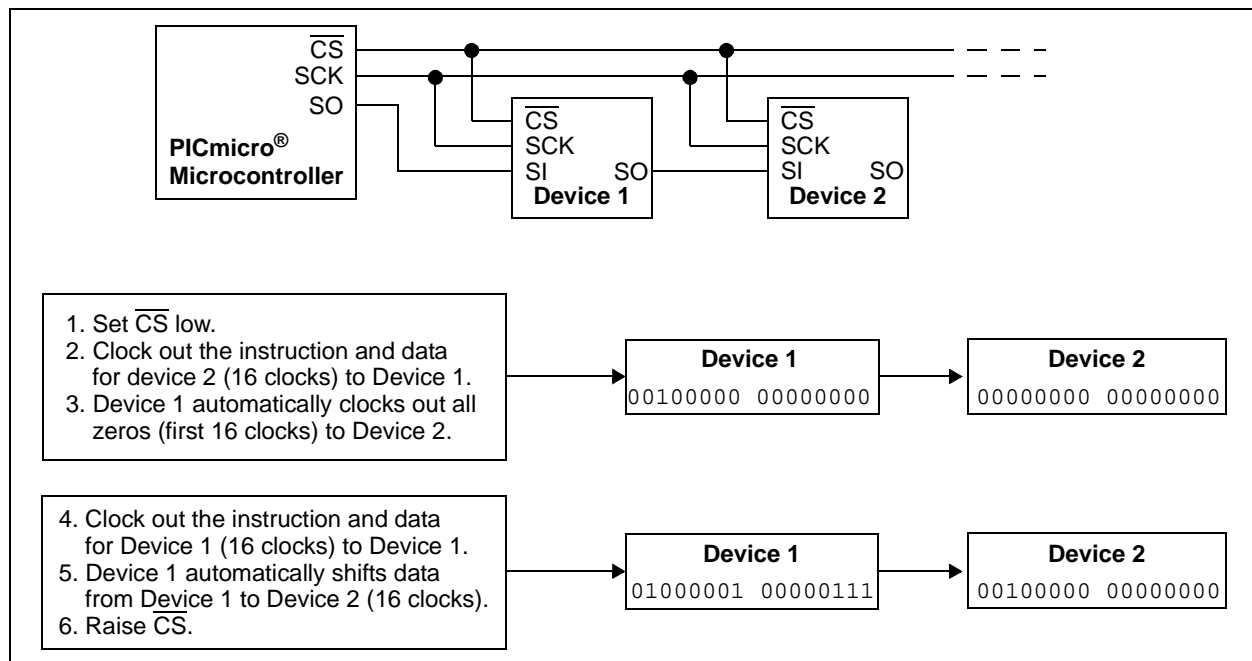 CS
SCK
SO
PICmicro®
Microcontroller
CS
SCK
SI SO
Device 1
CS
SCK
SI SO
Device 2
1. Set CS low.
2. Clock out the instruction and data
for device 2 (16 clocks) to Device 1.
3. Device 1 automatically clocks out all
zeros (first 16 clocks) to Device 2.
Device 1
00100000 00000000
Device 2
00000000 00000000
4. Clock out the instruction and data
for Device 1 (16 clocks) to Device 1.
5. Device 1 automatically shifts data
from Device 1 to Device 2 (16 clocks).
6. Raise CS.
Device 1
01000001 00000111
Device 2
00100000 00000000